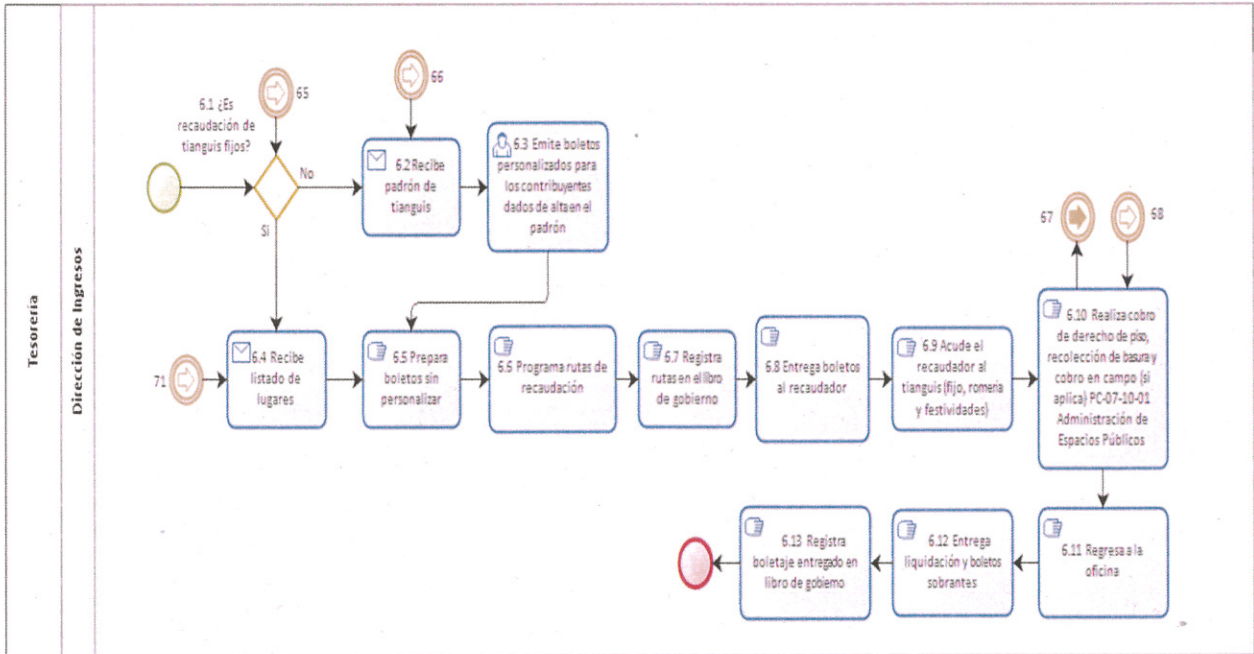 Tesorería
Dirección de Ingresos
6.1 ¿Es
recaudación de
tianguis fijos?
65
No
Si
66
6.2 Recibe
padrón de
tianguis
6.3 Emite boletos
personalizados para
los contribuyentes
dados de alta en el
padrón
71
6.4 Recibe
listado de
lugares
6.5 Prepara
boletos sin
personalizar
6.6 Programa rutas de
recaudación
6.7 Registra
rutas en el libro
de gobierno
6.8 Entrega boletos
al recaudador
6.9 Acude el
recaudador al
tianguis (fijo, romería
y festividades)
67
68
6.10 Realiza cobro
de derecho de piso,
recolección de basura y
cobro en campo (si
aplica) PC-07-10-01
Administración de
Espacios Públicos
6.11 Regresa a la
oficina
6.12 Entrega
liquidación y boletos
sobrantes
6.13 Registra
boletaje entregado en
libro de gobierno